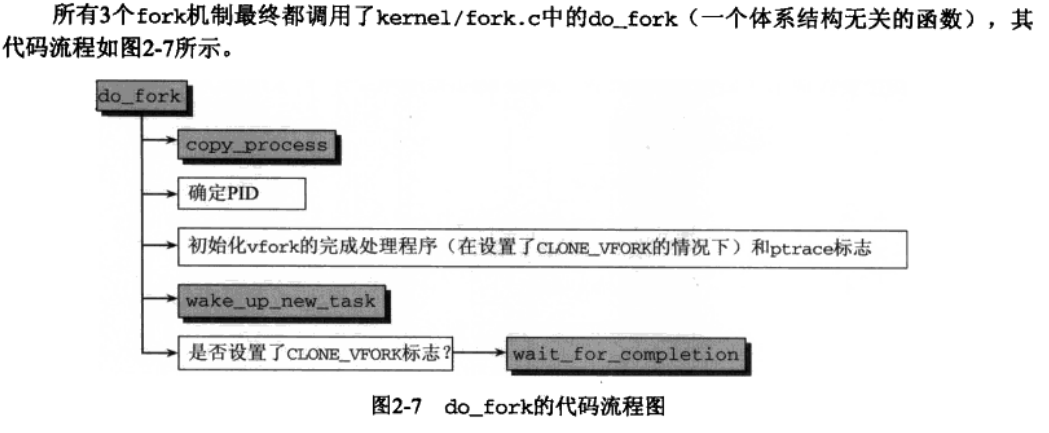 所有3个fork机制最终都调用了kernel/fork.c中的do_fork（一个体系结构无关的函数），其
代码流程如图2-7所示。
do_fork
copy_process
确定PID
初始化vfork的完成处理程序（在设置了CLONE_VFORK的情况下）和ptrace标志
wake_up_new_task
是否设置了CLONE_VFORK标志？
wait_for_completion
图2-7 do_fork的代码流程图